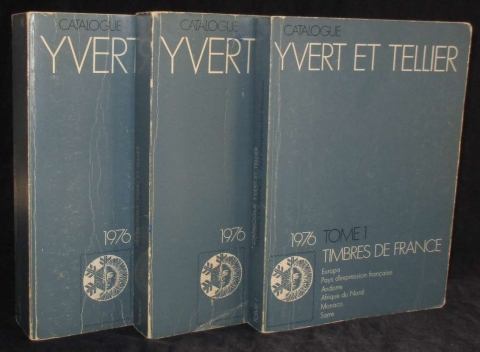 CATALOGUE
YVERT
1976
CATALOGUE
YVERT
1976
CATALOGUE
YVERT ET TELLIER
1976 TOME 1
TIMBRES DE FRANCE
Europa
Pays d'expression française
Andorre
Afrique du Nord
Monaco
Sarre